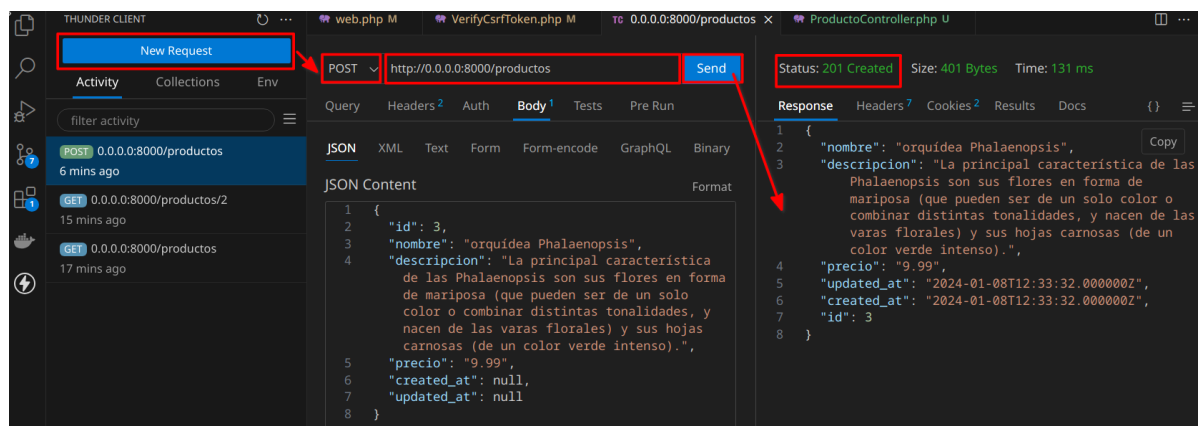 THUNDER CLIENT
New Request
Activity Collections Env
filter activity
POST 0.0.0.0:8000/productos
6 mins ago
GET 0.0.0.0:8000/productos/2
15 mins ago
GET 0.0.0.0:8000/productos
17 mins ago
7
1
web.php M VerifyCsrfToken.php M TC 0.0.0.0:8000/productos ProductoController.php U
POST http://0.0.0.0:8000/productos Send
Query Headers 2 Auth Body 1 Tests Pre Run
JSON XML Text Form Form-encode GraphQL Binary
JSON Content Format
1 {
2 "id": 3,
3 "nombre": "orquídea Phalaenopsis",
4 "descripcion": "La principal característica
de las Phalaenopsis son sus flores en forma
de mariposa (que pueden ser de un solo
color o combinar distintas tonalidades, y
nacen de las varas florales) y sus hojas
carnosas (de un color verde intenso).",
5 "precio": "9.99",
6 "created_at": null,
7 "updated_at": null
8 }
Status: 201 Created Size: 401 Bytes Time: 131 ms
Response Headers 7 Cookies 2 Results Docs {}
Copy
1 {
2 "nombre": "orquídea Phalaenopsis",
3 "descripcion": "La principal característica de las
Phalaenopsis son sus flores en forma de
mariposa (que pueden ser de un solo color o
combinar distintas tonalidades, y nacen de las
varas florales) y sus hojas carnosas (de un
color verde intenso).",
4 "precio": "9.99",
5 "updated_at": "2024-01-08T12:33:32.000000Z",
6 "created_at": "2024-01-08T12:33:32.000000Z",
7 "id": 3
8 }